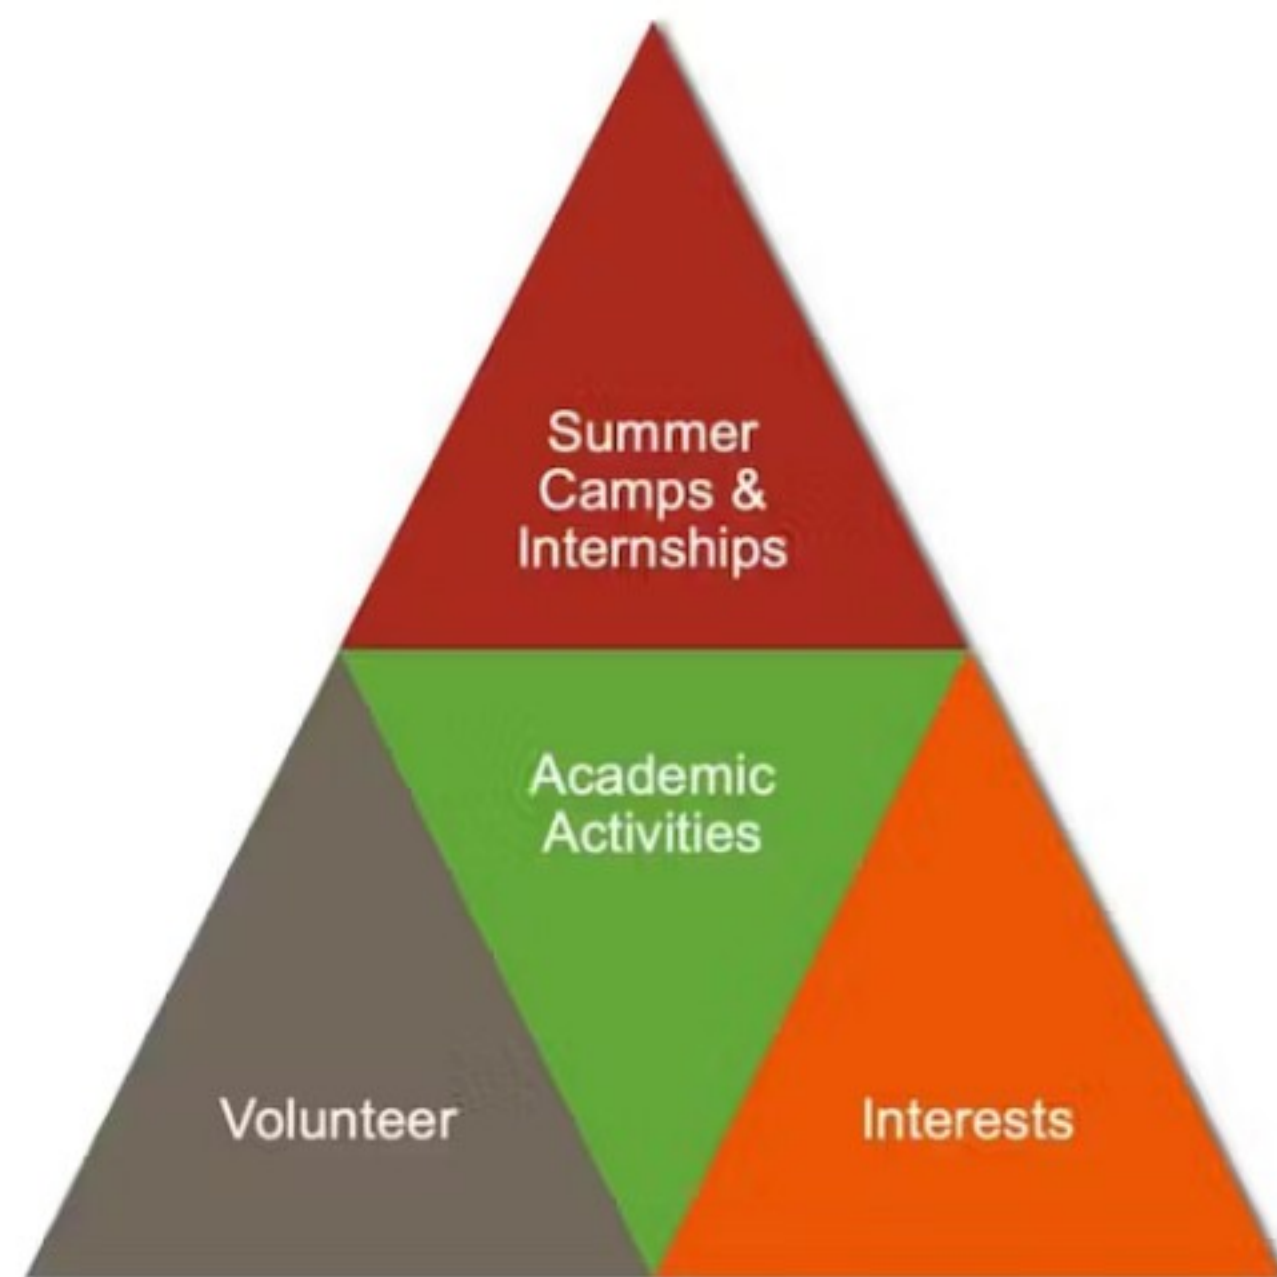 Summer
Camps &
Internships
Academic
Activities
Volunteer
Interests